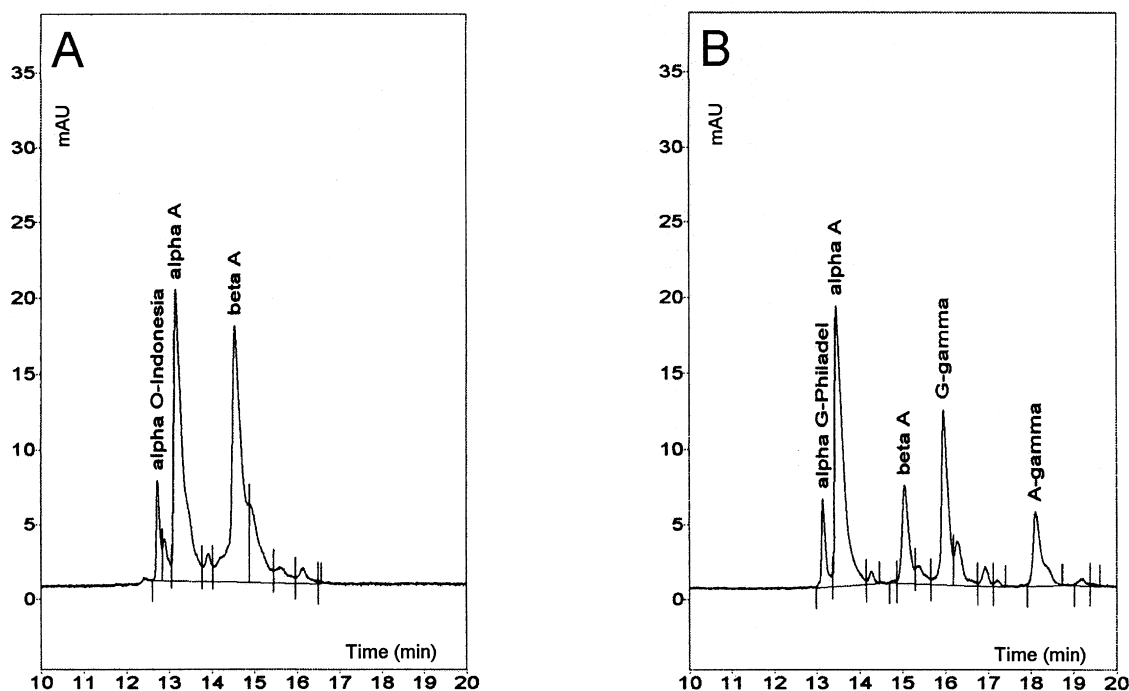 A
35
30
25
20
15
10
5
0
mAU
alpha O-Indonesia
alpha A
beta A
Time (min)
10 11 12 13 14 15 16 17 18 19 20
B
35
30
25
20
15
10
5
0
mAU
alpha G-Philadel
alpha A
beta A
G-gamma
A-gamma
Time (min)
10 11 12 13 14 15 16 17 18 19 20